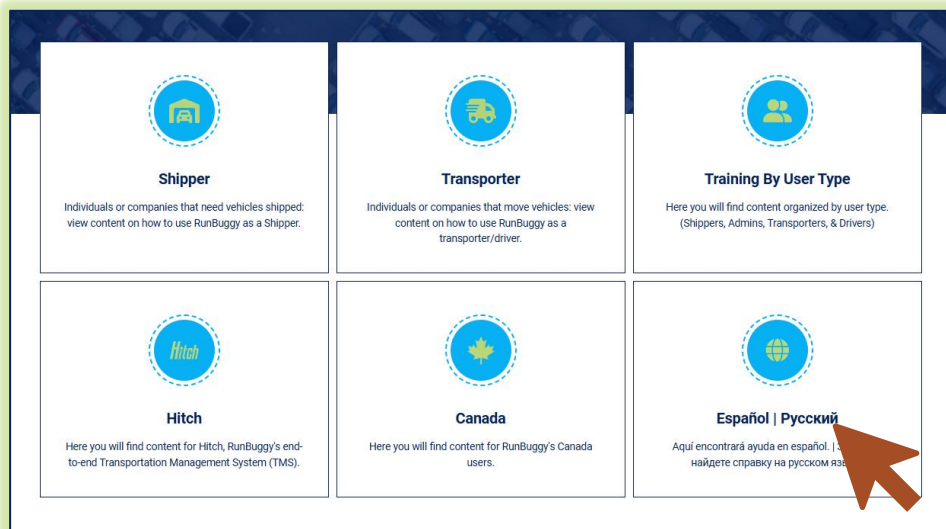 Shipper
Individuals or companies that need vehicles shipped:
view content on how to use RunBuggy as a Shipper.
Transporter
Individuals or companies that move vehicles: view
content on how to use RunBuggy as a
transporter/driver.
Training By User Type
Here you will find content organized by user type.
(Shippers, Admins, Transporters, & Drivers)
Hitch
Hitch
Here you will find content for Hitch, RunBuggy's end-
to-end Transportation Management System (TMS).
Canada
Here you will find content for RunBuggy's Canada
users.
Español | Русский
Aquí encontrará ayuda en español. |
найдете справку на русском